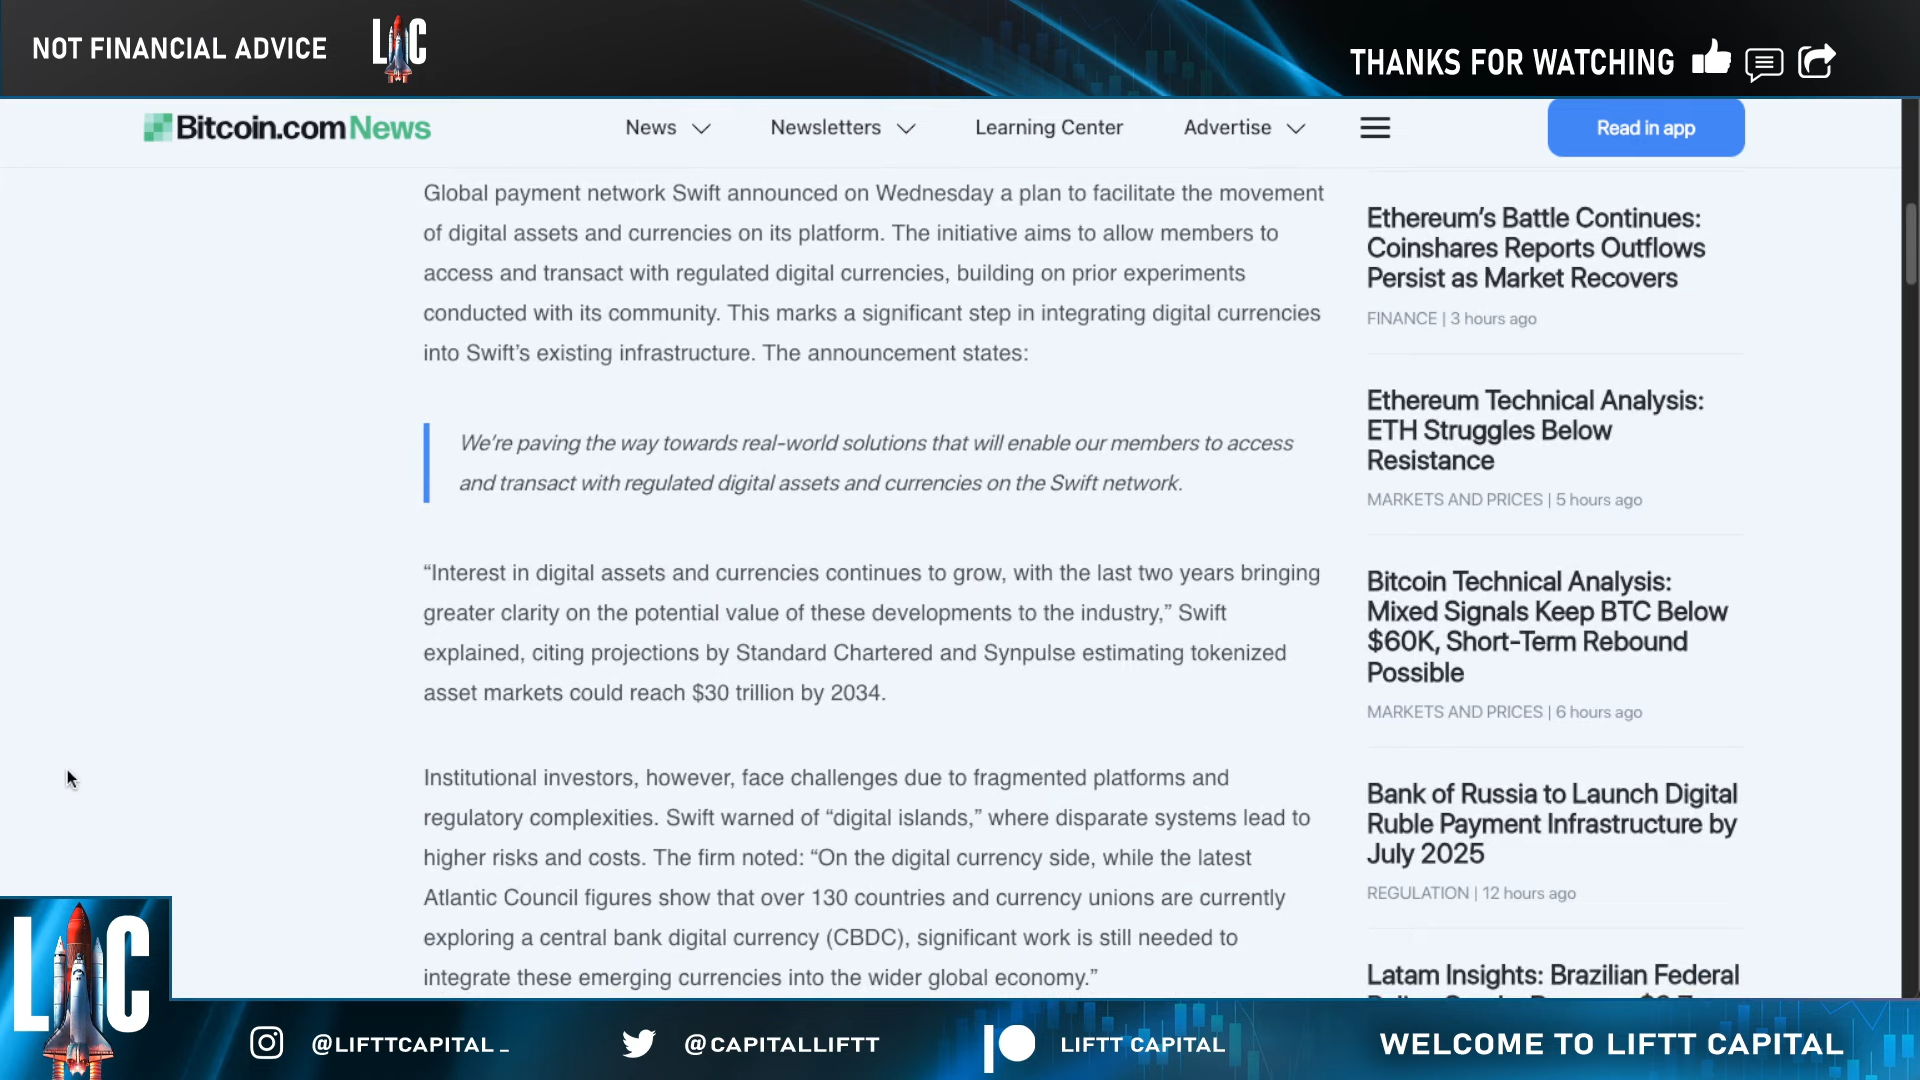 NOT FINANCIAL ADVICE
LC
THANKS FOR WATCHING
Bitcoin.com News
News
Newsletters
Learning Center
Advertise
Read in app
Global payment network Swift announced on Wednesday a plan to facilitate the movement
of digital assets and currencies on its platform. The initiative aims to allow members to
access and transact with regulated digital currencies, building on prior experiments
conducted with its community. This marks a significant step in integrating digital currencies
into Swift’s existing infrastructure. The announcement states:
We’re paving the way towards real-world solutions that will enable our members to access
and transact with regulated digital assets and currencies on the Swift network.
“Interest in digital assets and currencies continues to grow, with the last two years bringing
greater clarity on the potential value of these developments to the industry,” Swift
explained, citing projections by Standard Chartered and Synpulse estimating tokenized
asset markets could reach $30 trillion by 2034.
Institutional investors, however, face challenges due to fragmented platforms and
regulatory complexities. Swift warned of “digital islands,” where disparate systems lead to
higher risks and costs. The firm noted: “On the digital currency side, while the latest
Atlantic Council figures show that over 130 countries and currency unions are currently
exploring a central bank digital currency (CBDC), significant work is still needed to
integrate these emerging currencies into the wider global economy.”
Ethereum’s Battle Continues:
Coinshares Reports Outflows
Persist as Market Recovers
FINANCE | 3 hours ago
Ethereum Technical Analysis:
ETH Struggles Below
Resistance
MARKETS AND PRICES | 5 hours ago
Bitcoin Technical Analysis:
Mixed Signals Keep BTC Below
$60K, Short-Term Rebound
Possible
MARKETS AND PRICES | 6 hours ago
Bank of Russia to Launch Digital
Ruble Payment Infrastructure by
July 2025
REGULATION | 12 hours ago
Latam Insights: Brazilian Federal
LC
@LIFTTCAPITAL_
@CAPITALLIFTT
LIFTT CAPITAL
WELCOME TO LIFTT CAPITAL